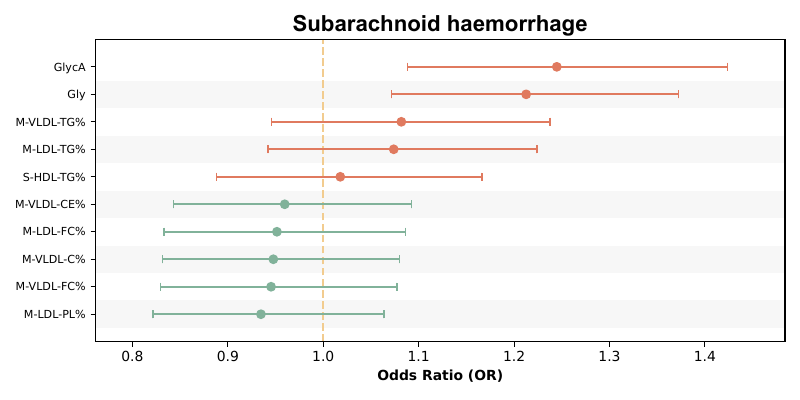 Subarachnoid haemorrhage
GlycA
Gly
M-VLDL-TG%
M-LDL-TG%
S-HDL-TG%
M-VLDL-CE%
M-LDL-FC%
M-VLDL-C%
M-VLDL-FC%
M-LDL-PL%
0.8 0.9 1.0 1.1 1.2 1.3 1.4
Odds Ratio (OR)